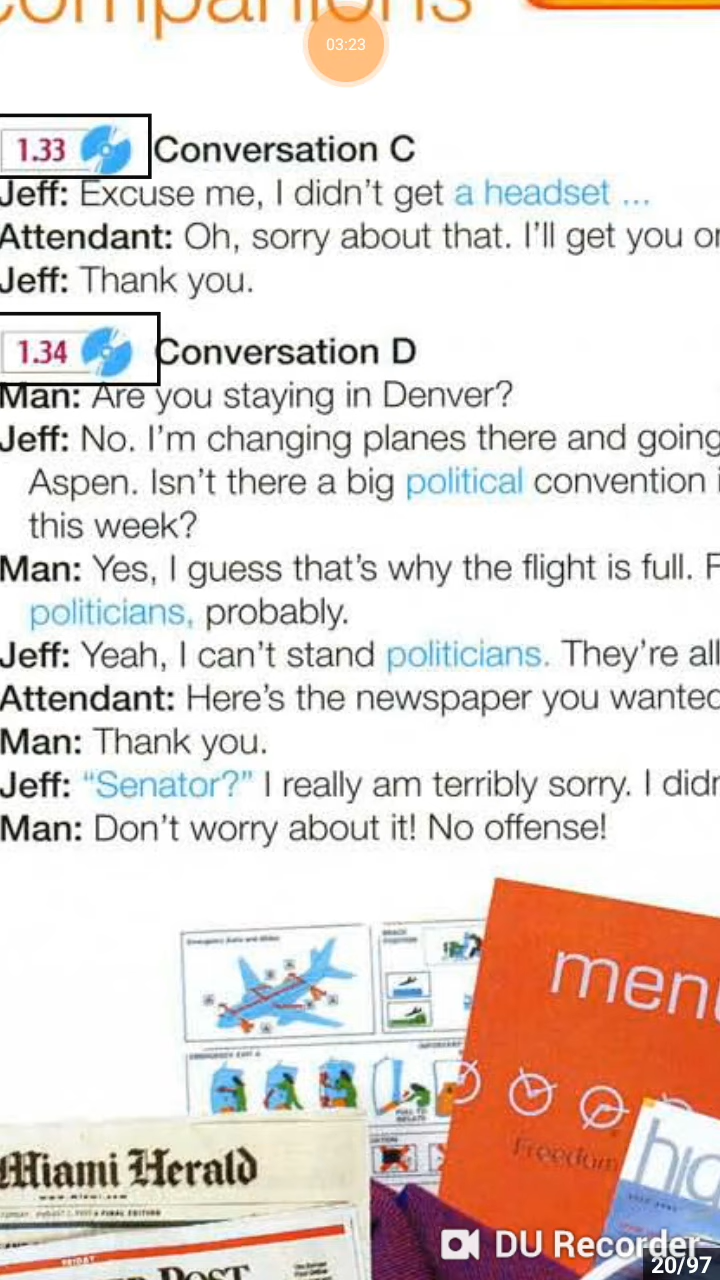 companions
03:23
1.33 Conversation C
Jeff: Excuse me, I didn't get a headset ...
Attendant: Oh, sorry about that. I'll get you
Jeff: Thank you.
1.34 Conversation D
Man: Are you staying in Denver?
Jeff: No. I'm changing planes there and going
Aspen. Isn't there a big political convention
this week?
Man: Yes, I guess that's why the flight is full.
politicians, probably.
Jeff: Yeah, I can't stand politicians. They're all
Attendant: Here's the newspaper you wanted
Man: Thank you.
Jeff: "Senator?" I really am terribly sorry. I
Man: Don't worry about it! No offense!
menu
Freedom
Miami Herald
FINAL EDITION
FRIDAY
POST
DU Recorder
20/97